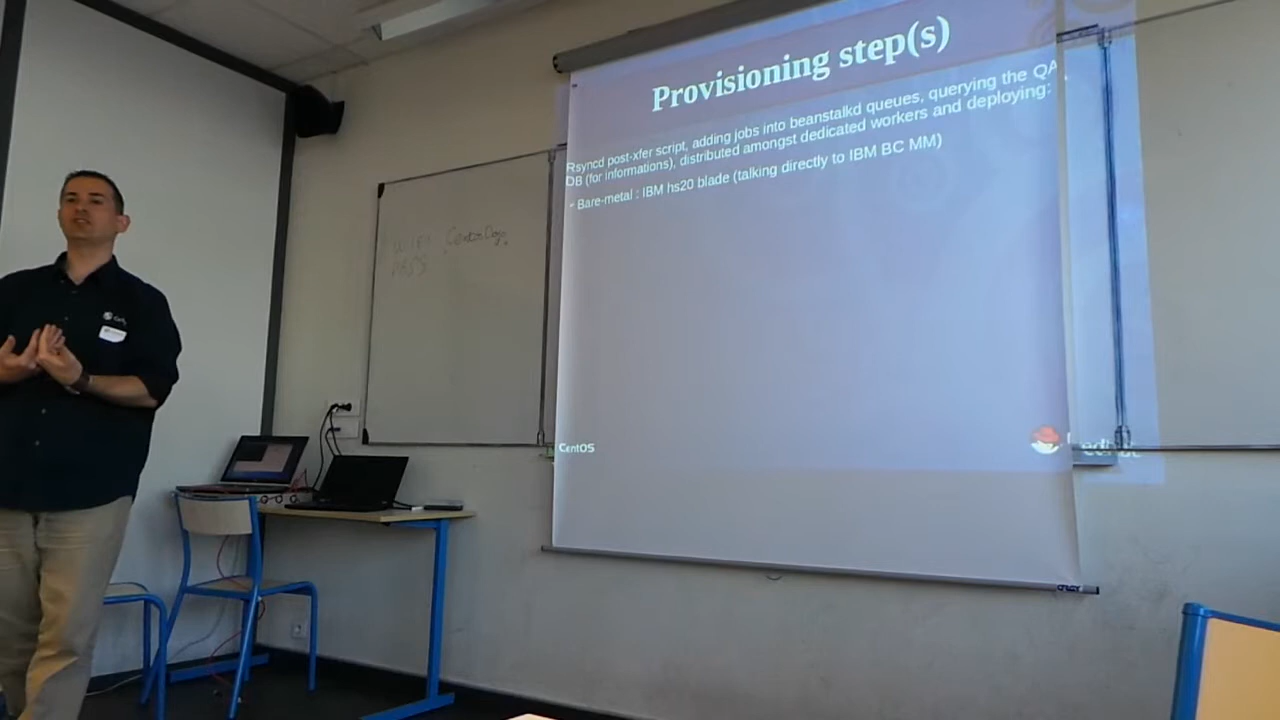 Provisioning step(s)
Rsyncd post-xfer script, adding jobs into beanstalkd queues, querying the QA
DB (for informations), distributed amongst dedicated workers and deploying:
- Bare-metal : IBM hs20 blade (talking directly to IBM BC MM)
CentOS